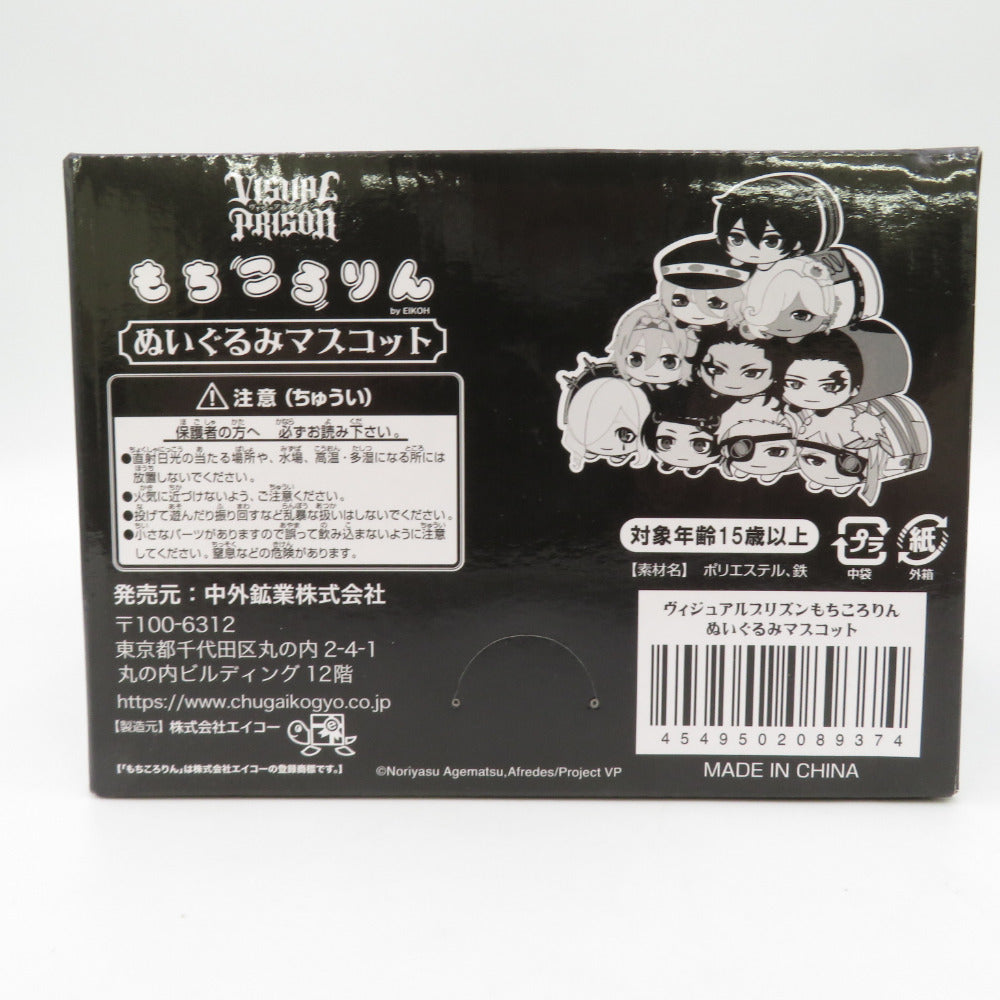 VISUAL
PRISON
もちころりん
by EIKOH
ぬいぐるみマスコット
注意(ちゅうい)
保護者の方へ 必ずお読み下さい。
●直射日光の当たる場所や、水場、高温・多湿になる所には
放置しないでください。
●火気に近づけないよう、ご注意ください。
●投げて遊んだり振り回すなど乱暴な扱いはしないでください。
●小さなパーツがありますので誤って飲み込まないように注意
してください。窒息などの危険があります。
発売元:中外鉱業株式会社
〒100-6312
東京都千代田区丸の内 2-4-1
丸の内ビルディング 12階
https://www.chugaikogyo.co.jp
【製造元】株式会社エイコー
【「もちころりん」は株式会社エイコーの登録商標です。】
対象年齢15歳以上
プラ
中袋
紙
外箱
【素材名】 ポリエステル、鉄
ヴィジュアルプリズンもちころりん
ぬいぐるみマスコット
4549502089374
©Noriyasu Agematsu,Afredes/Project VP
MADE IN CHINA